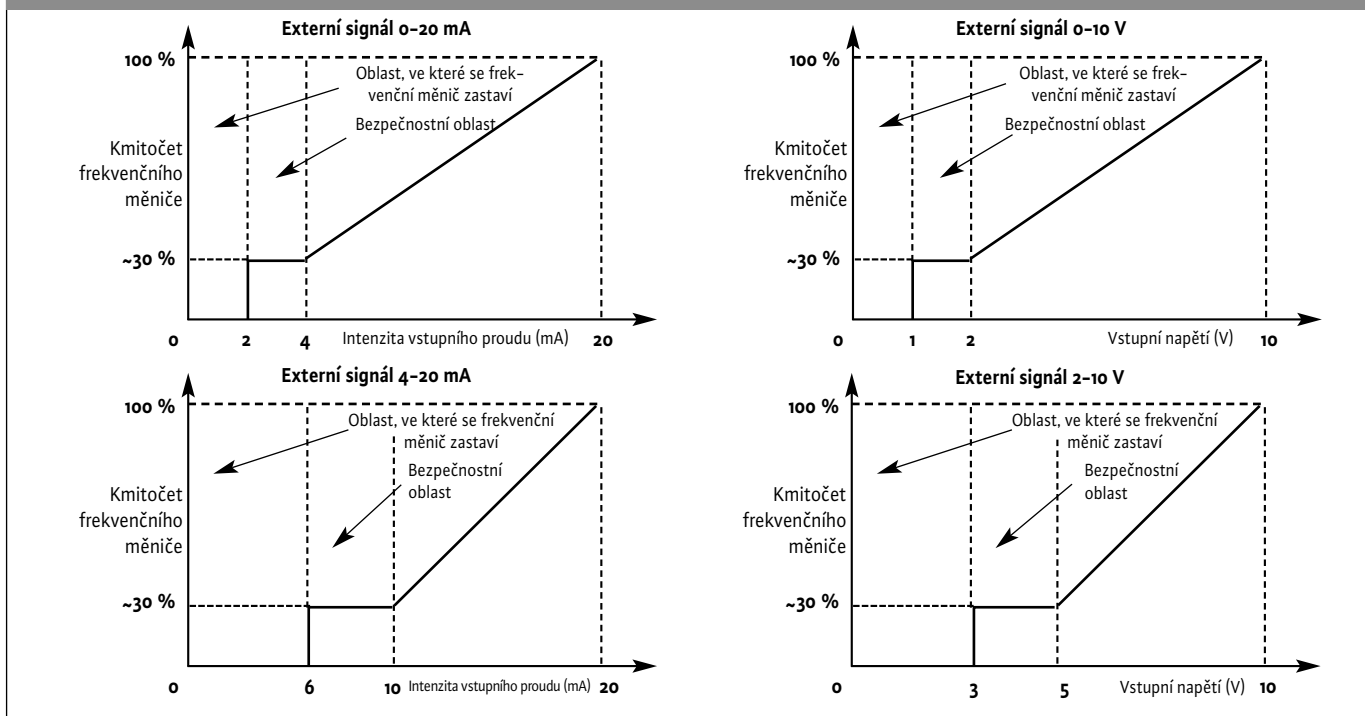 Externí signál 0–20 mA
100 %
Oblast, ve které se frek–
venční měnič zastaví
Bezpečnostní oblast
Kmitočet
frekvenčního
měniče
~30 %
0 2 4 Intenzita vstupního proudu (mA) 20
Externí signál 0–10 V
100 %
Oblast, ve které se frek–
venční měnič zastaví
Bezpečnostní oblast
Kmitočet
frekvenčního
měniče
~30 %
0 1 2 Vstupní napětí (V) 10
Externí signál 4–20 mA
100 %
Oblast, ve které se frekvenční
měnič zastaví
Bezpečnostní
oblast
Kmitočet
frekvenčního
měniče
~30 %
0 6 10 Intenzita vstupního proudu (mA) 20
Externí signál 2–10 V
100 %
Oblast, ve které se frekvenční
měnič zastaví
Bezpečnostní
oblast
Kmitočet
frekvenčního
měniče
~30 %
0 3 5 Vstupní napětí (V) 10